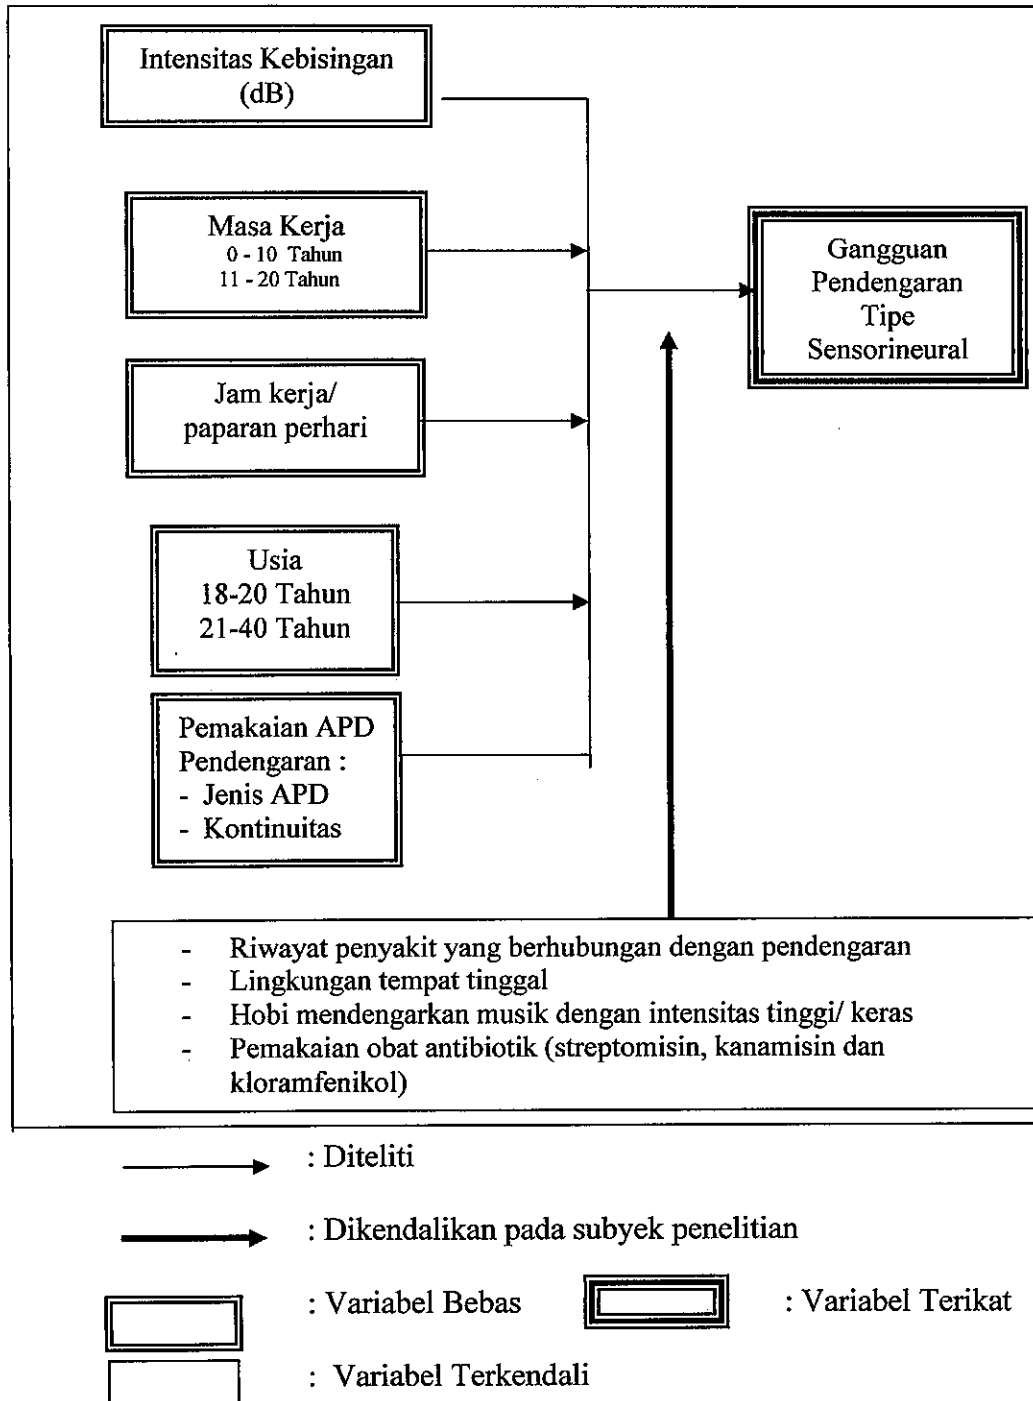 Intensitas Kebisingan
(dB)
Masa Kerja
0 - 10 Tahun
11 - 20 Tahun
Jam kerja/
paparan perhari
Usia
18-20 Tahun
21-40 Tahun
Pemakaian APD
Pendengaran :
- Jenis APD
- Kontinuitas
Gangguan
Pendengaran
Tipe
Sensorineural
- Riwayat penyakit yang berhubungan dengan pendengaran
- Lingkungan tempat tinggal
- Hobi mendengarkan musik dengan intensitas tinggi/ keras
- Pemakaian obat antibiotik (streptomisin, kanamisin dan
kloramfenikol)
: Diteliti
: Dikendalikan pada subyek penelitian
: Variabel Bebas
: Variabel Terikat
: Variabel Terkendali